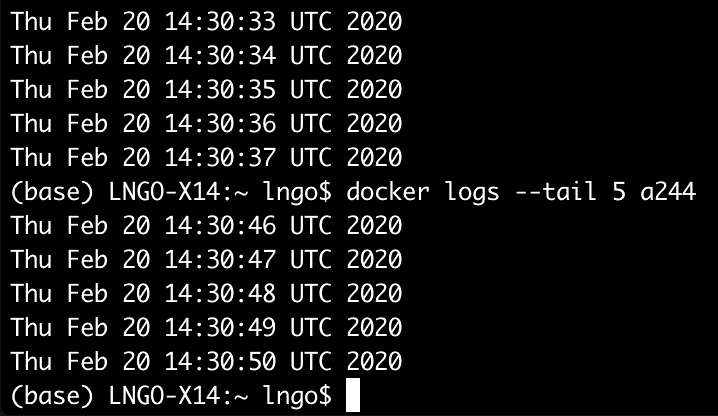 Thu Feb 20 14:30:33 UTC 2020
Thu Feb 20 14:30:34 UTC 2020
Thu Feb 20 14:30:35 UTC 2020
Thu Feb 20 14:30:36 UTC 2020
Thu Feb 20 14:30:37 UTC 2020
(base) LNGO-X14:~ lngo$ docker logs --tail 5 a244
Thu Feb 20 14:30:46 UTC 2020
Thu Feb 20 14:30:47 UTC 2020
Thu Feb 20 14:30:48 UTC 2020
Thu Feb 20 14:30:49 UTC 2020
Thu Feb 20 14:30:50 UTC 2020
(base) LNGO-X14:~ lngo$